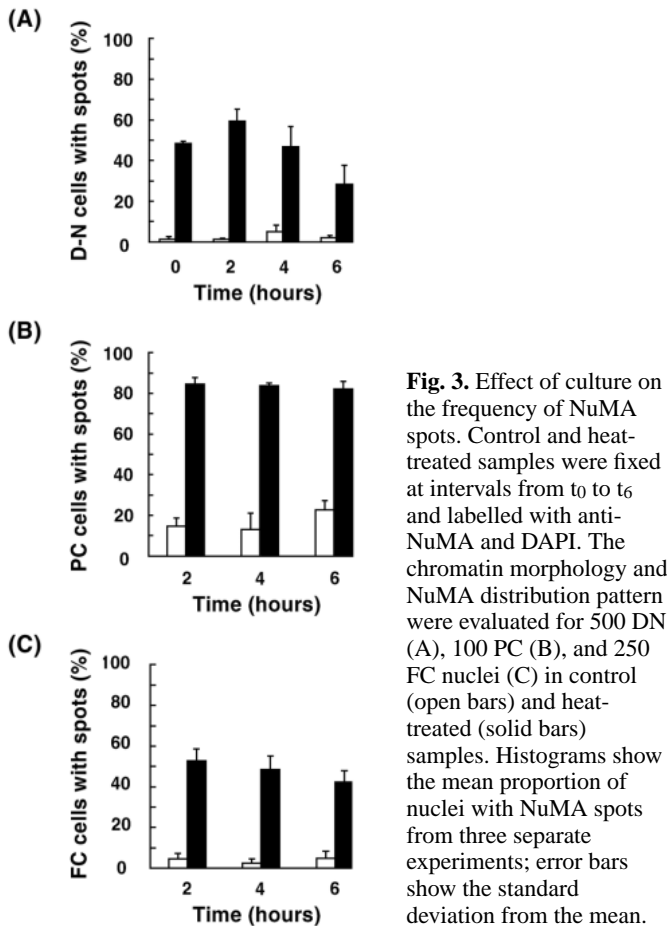 (A)
D-N cells with spots (%)
100
80
60
40
20
0
0 2 4 6
Time (hours)
(B)
PC cells with spots (%)
100
80
60
40
20
0
2 4 6
Time (hours)
(C)
FC cells with spots (%)
100
80
60
40
20
0
2 4 6
Time (hours)
Fig. 3. Effect of culture on
the frequency of NuMA
spots. Control and heat-
treated samples were fixed
at intervals from t0 to t6
and labelled with anti-
NuMA and DAPI. The
chromatin morphology and
NuMA distribution pattern
were evaluated for 500 DN
(A), 100 PC (B), and 250
FC nuclei (C) in control
(open bars) and heat-
treated (solid bars)
samples. Histograms show
the mean proportion of
nuclei with NuMA spots
from three separate
experiments; error bars
show the standard
deviation from the mean.